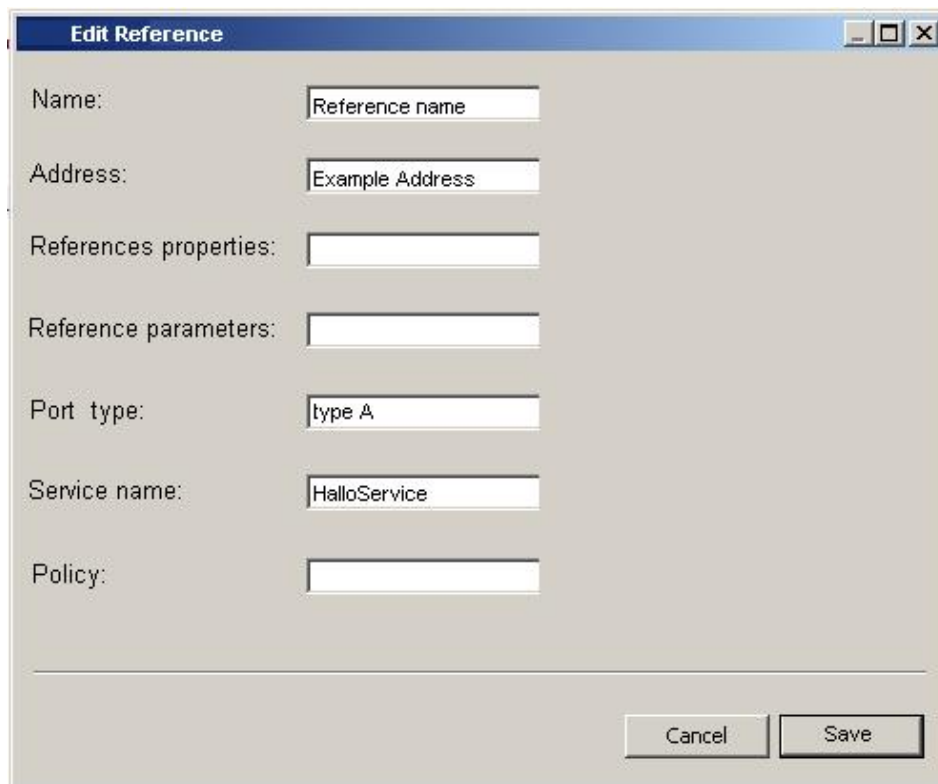 Edit Reference
Name: Reference name
Address: Example Address
References properties:
Reference parameters:
Port type: type A
Service name: HalloService
Policy:
Cancel Save